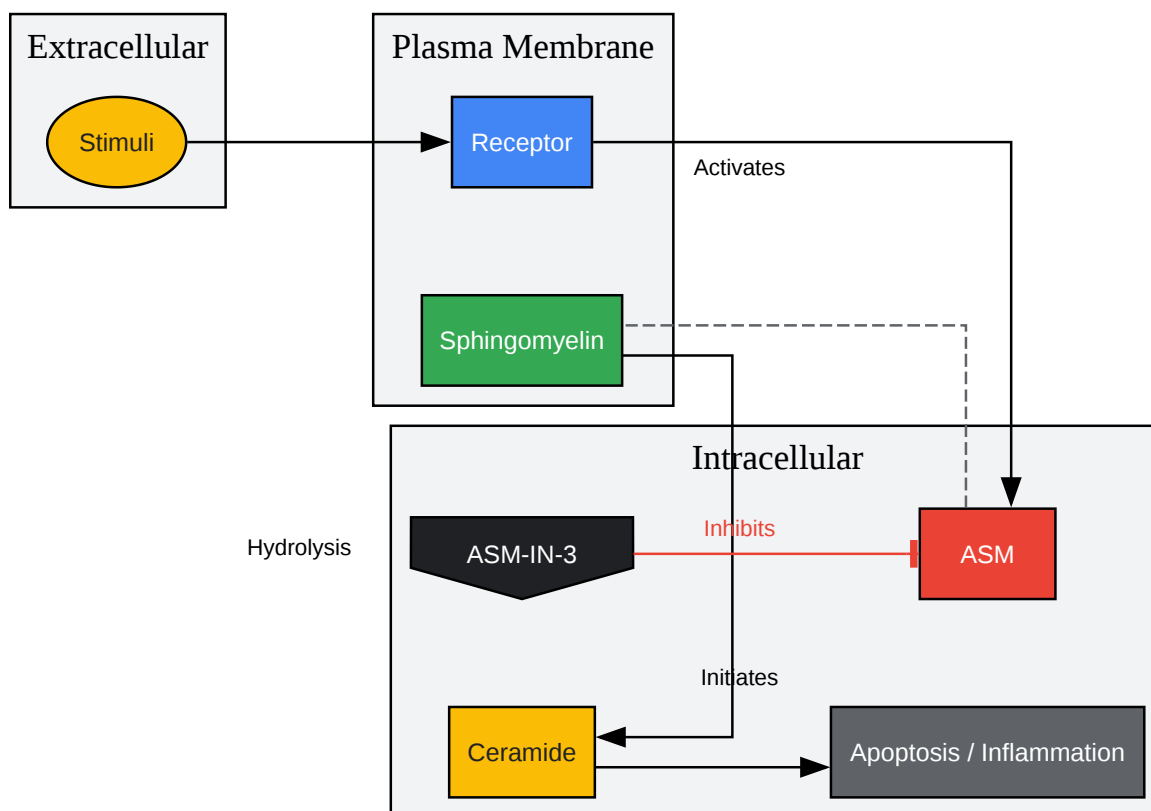 Extracellular
Plasma Membrane
Stimuli
Receptor
Activates
Sphingomyelin
Intracellular
Inhibits
Hydrolysis
ASM-IN-3
ASM
Initiates
Ceramide
Apoptosis / Inflammation